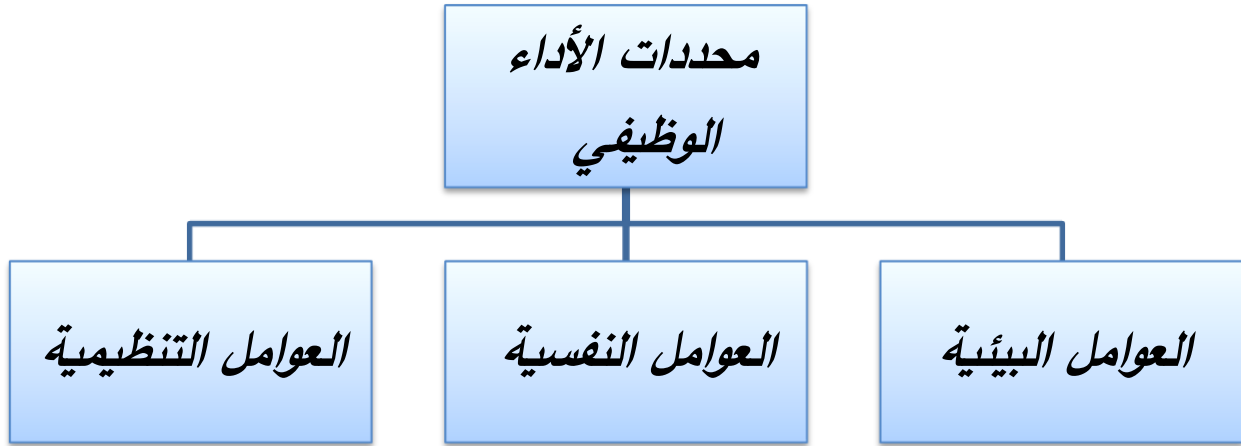 محددات الأداء
الوظيفي
العوامل البيئية
العوامل النفسية
العوامل التنظيمية